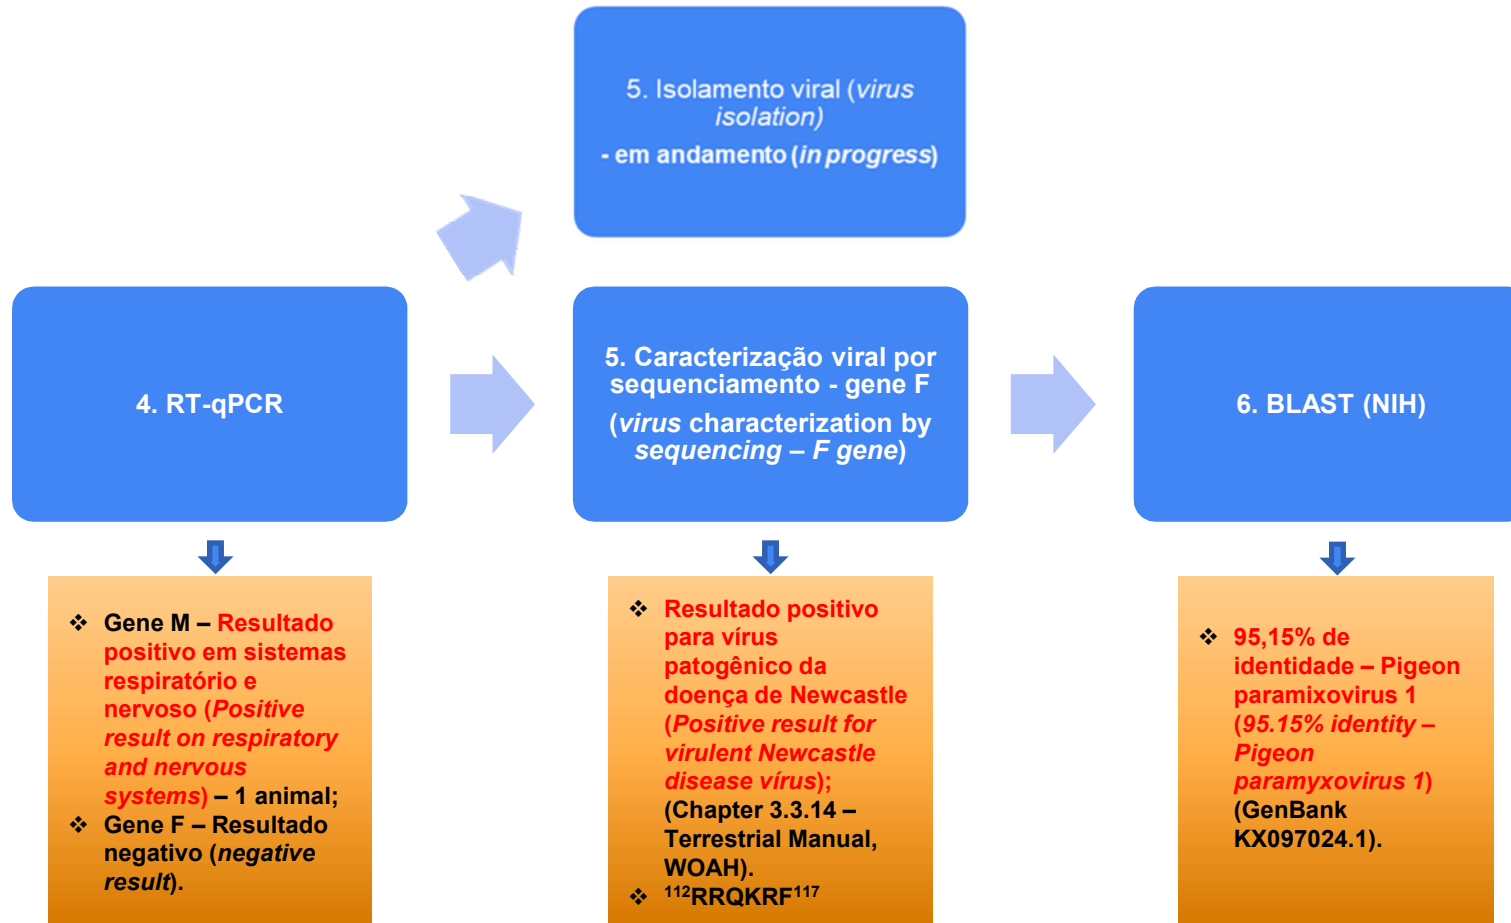 5. Isolamento viral (virus
isolation)
- em andamento (in progress)
4. RT-qPCR
5. Caracterização viral por
sequenciamento - gene F
(virus characterization by
sequencing – F gene)
6. BLAST (NIH)
❖ Gene M – Resultado
positivo em sistemas
respiratório e
nervoso (Positive
result on respiratory
and nervous
systems) – 1 animal;
❖ Gene F – Resultado
negativo (negative
result).
❖ Resultado positivo
para vírus
patogênico da
doença de Newcastle
(Positive result for
virulent Newcastle
disease vírus);
(Chapter 3.3.14 –
Terrestrial Manual,
WOAH).
❖ ¹¹²RRQKRF¹¹⁷
❖ 95,15% de
identidade – Pigeon
paramixovirus 1
(95.15% identity –
Pigeon
paramyxovirus 1)
(GenBank
KX097024.1).